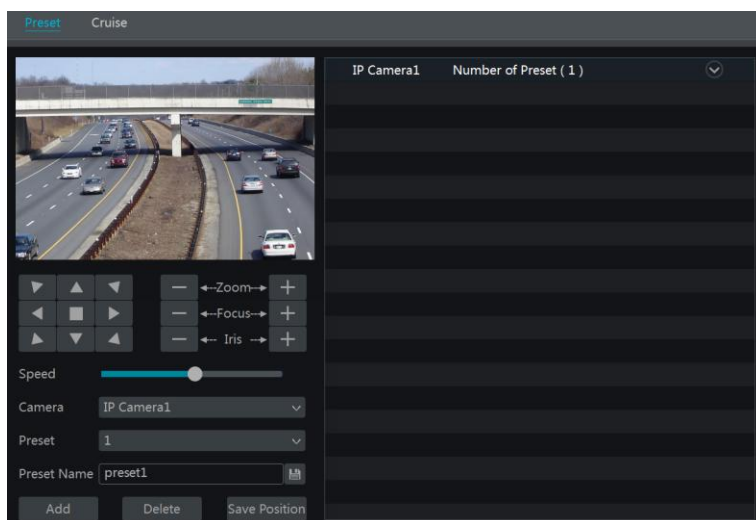 Preset Cruise
IP Camera1 Number of Preset ( 1 )
Zoom
Focus
Iris
Speed
Camera IP Camera1
Preset 1
Preset Name preset1
Add Delete Save Position